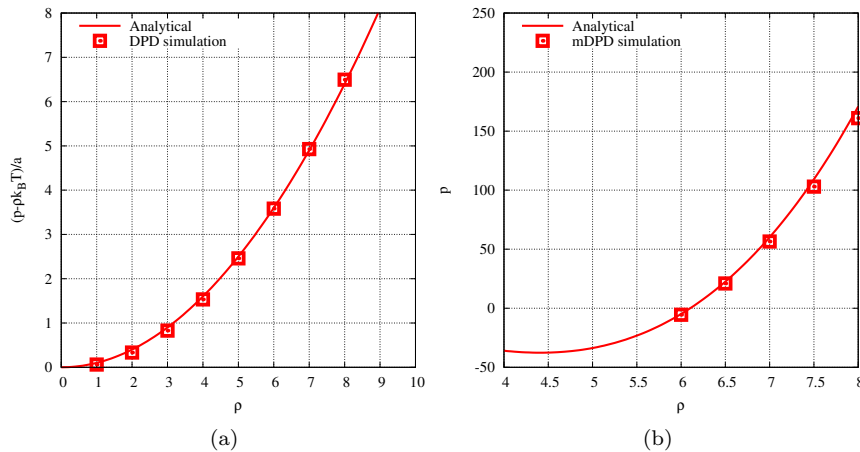 Analytical
DPD simulation
8
7
6
5
4
3
2
1
0
(p-ρk_BT)/a
0 1 2 3 4 5 6 7 8 9 10
ρ
(a)
Analytical
mDPD simulation
250
200
150
100
50
0
-50
p
4 4.5 5 5.5 6 6.5 7 7.5 8
ρ
(b)